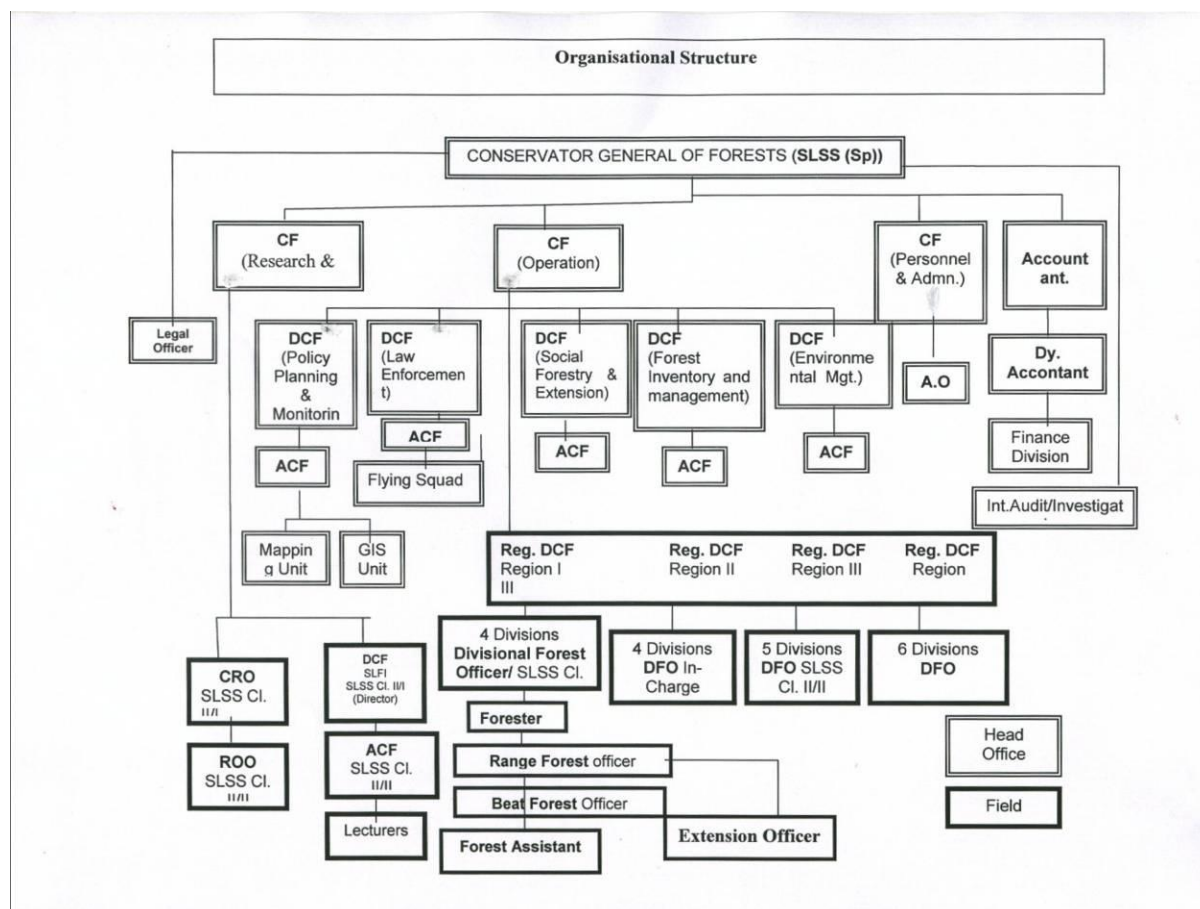 Organisational Structure
CONSERVATOR GENERAL OF FORESTS (SLSS (Sp))
CF
(Research &
CF
(Operation)
CF
(Personnel
& Admn.)
Account
ant.
Legal
Officer
DCF
(Policy
Planning
&
Monitorin
DCF
(Law
Enforcemen
t)
DCF
(Social
Forestry &
Extension)
DCF
(Forest
Inventory and
management)
DCF
(Environme
ntal Mgt.)
A.O
Dy.
Accontant
ACF
ACF
Flying Squad
ACF
ACF
ACF
Finance
Division
Int.Audit/Investigat
Mappin
g Unit
GIS
Unit
Reg. DCF
Region I
III
Reg. DCF
Region II
Reg. DCF
Region III
Reg. DCF
Region
4 Divisions
Divisional Forest
Officer/ SLSS Cl.
4 Divisions
DFO In-
Charge
5 Divisions
DFO SLSS
Cl. II/II
6 Divisions
DFO
CRO
SLSS Cl.
II/I
DCF
SLFI
SLSS Cl. II/I
(Director)
ROO
SLSS Cl.
II/II
ACF
SLSS Cl.
II/II
Lecturers
Forester
Range Forest officer
Beat Forest Officer
Extension Officer
Forest Assistant
Head
Office
Field